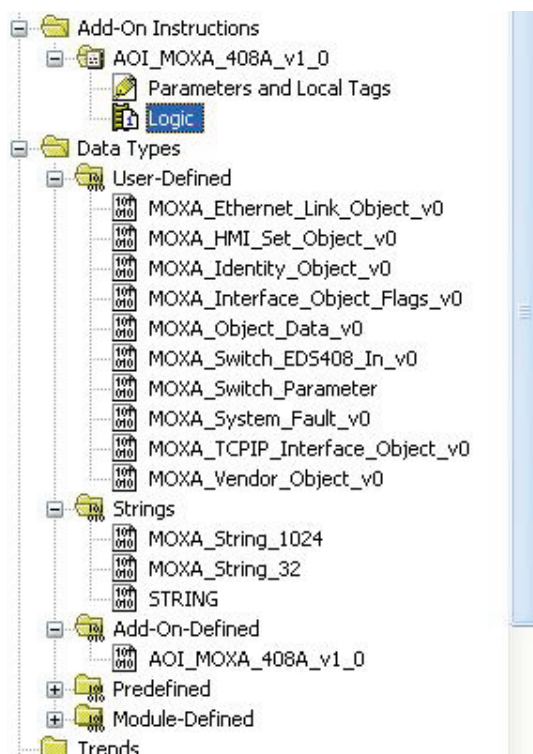 Add-On Instructions
AOI_MOXA_408A_v1_0
Parameters and Local Tags
Logic
Data Types
User-Defined
MOXA_Ethernet_Link_Object_v0
MOXA_HMI_Set_Object_v0
MOXA_Identity_Object_v0
MOXA_Interface_Object_Flags_v0
MOXA_Object_Data_v0
MOXA_Switch_EDS408_In_v0
MOXA_Switch_Parameter
MOXA_System_Fault_v0
MOXA_TCPIP_Interface_Object_v0
MOXA_Vendor_Object_v0
Strings
MOXA_String_1024
MOXA_String_32
STRING
Add-On-Defined
AOI_MOXA_408A_v1_0
Predefined
Module-Defined
Trends